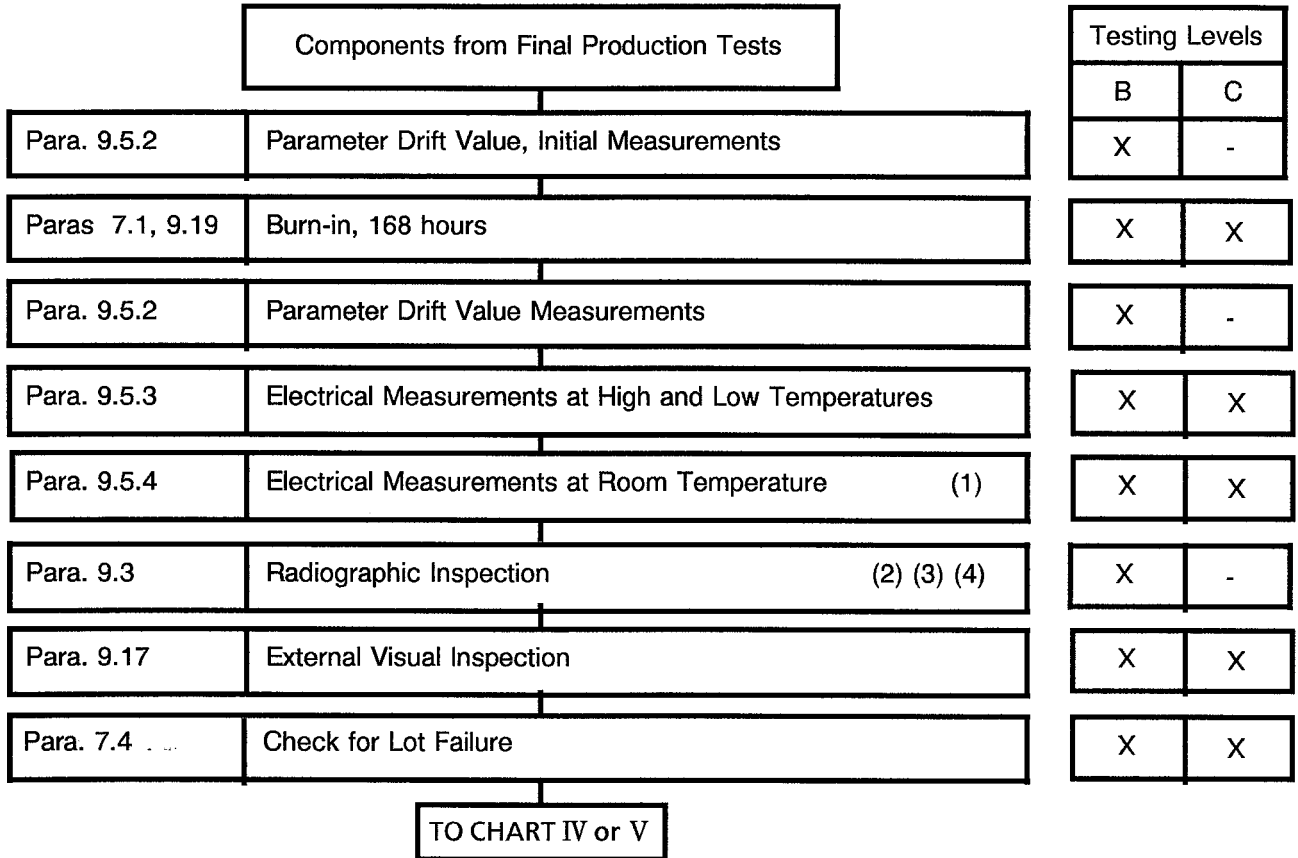 Components from Final Production Tests
Testing Levels
B C
Para. 9.5.2 Parameter Drift Value, Initial Measurements X -
Paras 7.1, 9.19 Burn-in, 168 hours X X
Para. 9.5.2 Parameter Drift Value Measurements X -
Para. 9.5.3 Electrical Measurements at High and Low Temperatures X X
Para. 9.5.4 Electrical Measurements at Room Temperature (1) X X
Para. 9.3 Radiographic Inspection (2) (3) (4) X -
Para. 9.17 External Visual Inspection X X
Para. 7.4 Check for Lot Failure X X
TO CHART IV or V